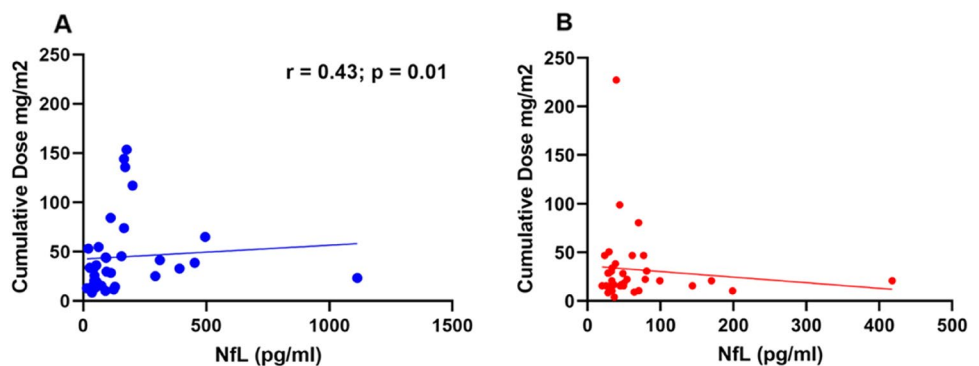 A
250
200
150
100
50
0
Cumulative Dose mg/m2
r = 0.43; p = 0.01
0 500 1000 1500
NfL (pg/ml)
B
250
200
150
100
50
0
Cumulative Dose mg/m2
0 100 200 300 400 500
NfL (pg/ml)